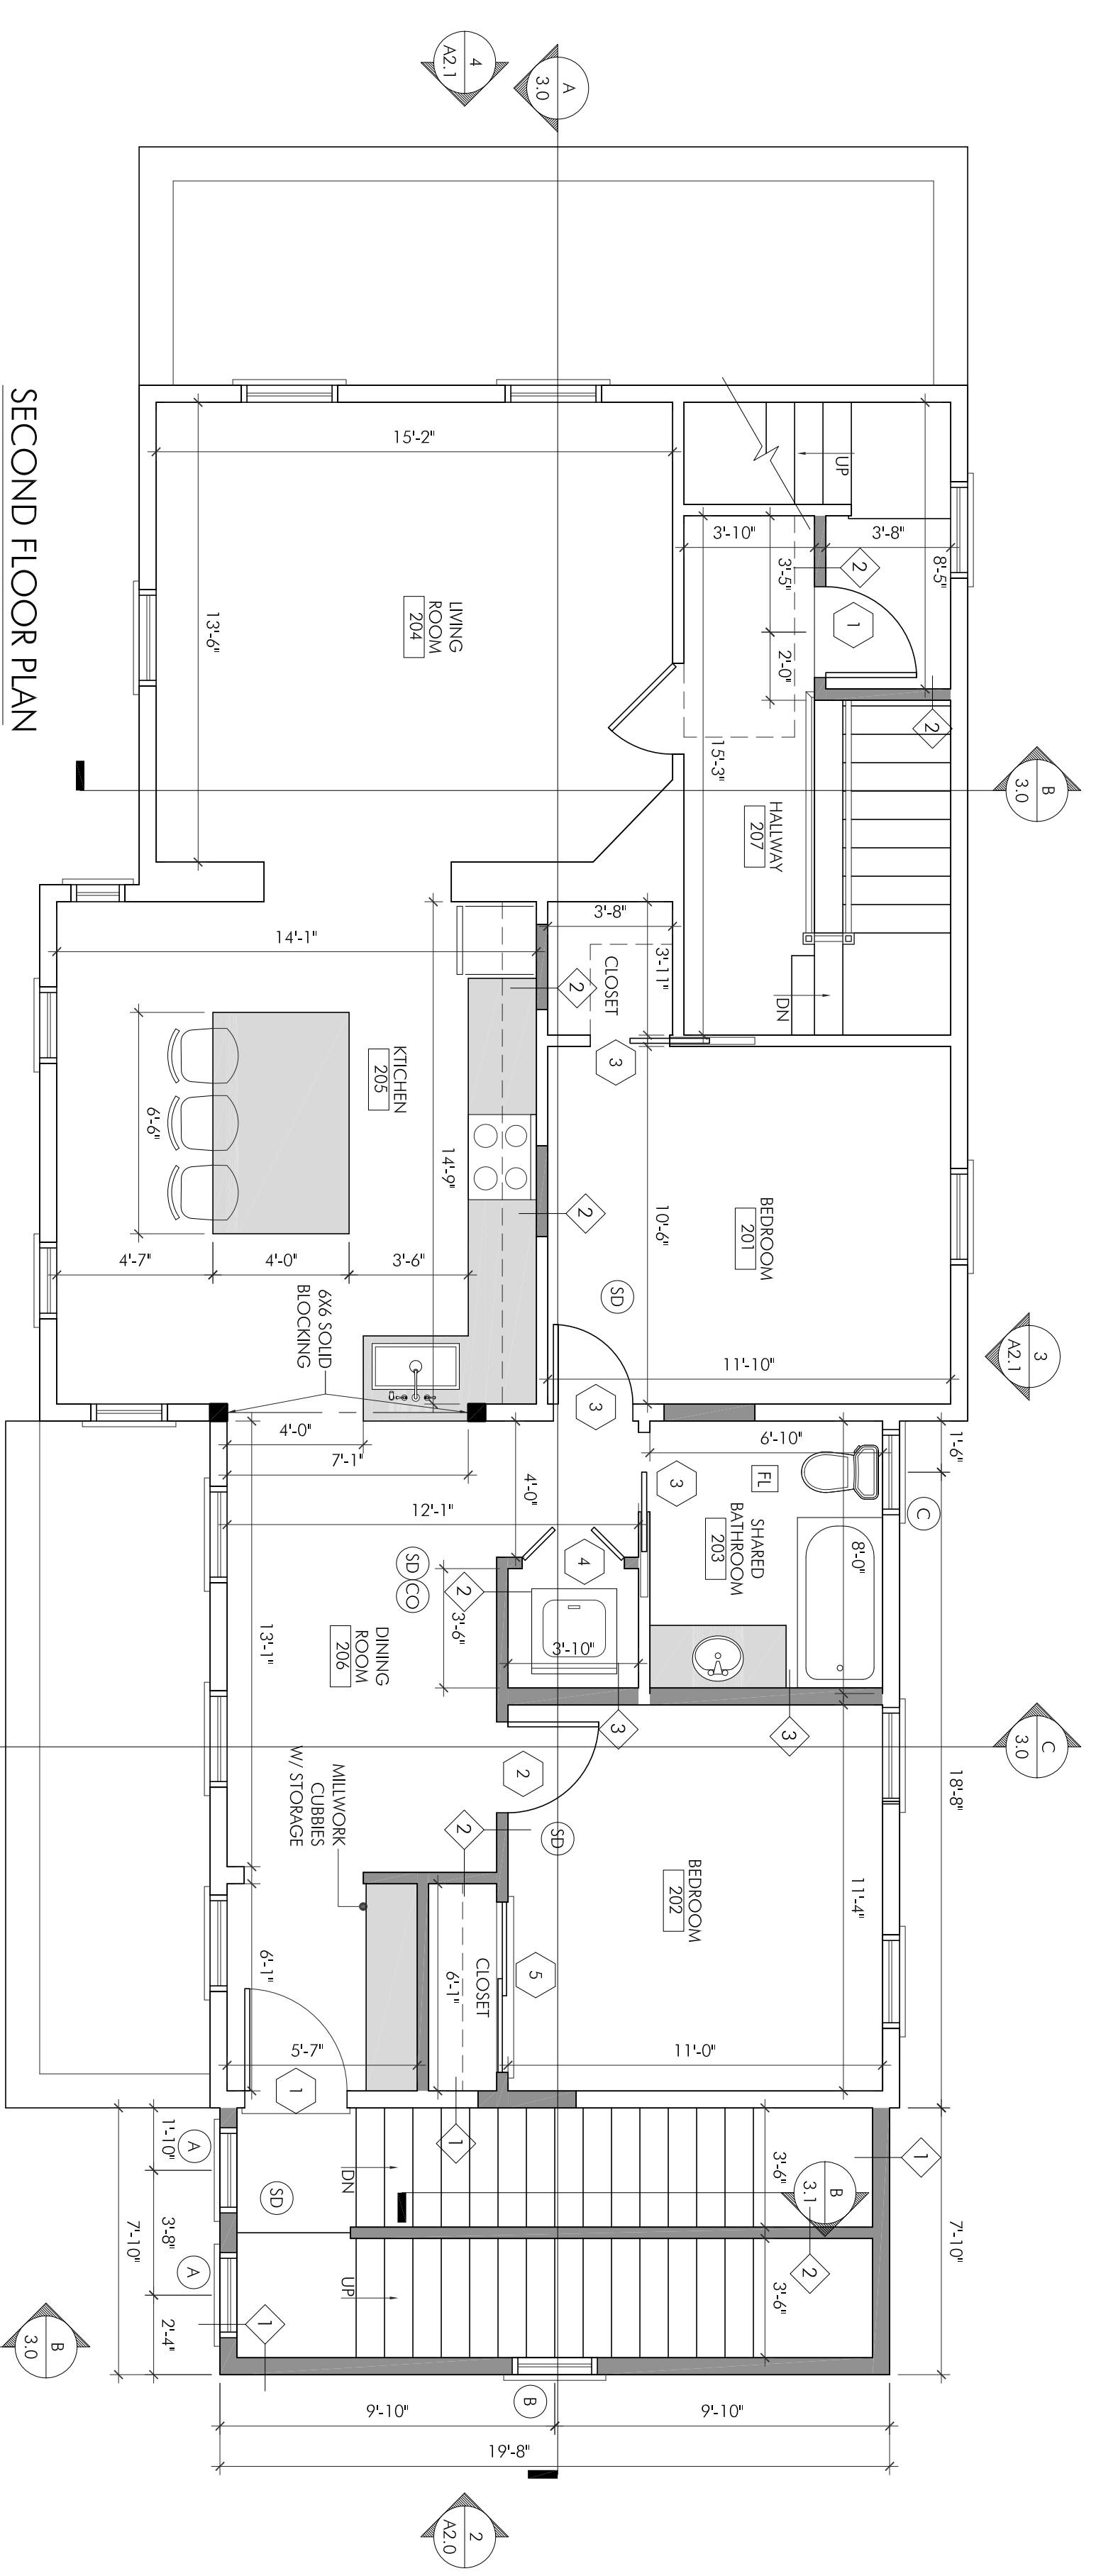 4
A2.1
A
3.0
SECOND FLOOR PLAN
15'-2"
13'-6"
LIVING
ROOM
204
UP
3'-10"
3'-8"
8'-5"
3'-5"
2'-0"
2
1
2
15'-3"
HALLWAY
207
B
3.0
DN
3'-8"
3'-11"
CLOSET
2
3
14'-1"
KTICHEN
205
6'-6"
14'-9"
4'-7"
4'-0"
3'-6"
6X6 SOLID
BLOCKING
2
BEDROOM
201
10'-6"
SD
11'-10"
3
A2.1
3
4'-0"
7'-1"
12'-1"
4'-0"
6'-10"
1'-6"
C
3
FL
SHARED
BATHROOM
203
8'-0"
4
SD
CO
2
3'-6"
3'-10"
3
3
13'-1"
DINING
ROOM
206
MILLWORK
CUBBIES
W/ STORAGE
2
2
SD
C
3.0
18'-8"
BEDROOM
202
11'-4"
11'-0"
5
CLOSET
6'-1"
6'-1"
5'-7"
1
1
1
3'-6"
B
3.1
2
3'-6"
DN
UP
SD
A
A
1'-10"
3'-8"
2'-4"
7'-10"
7'-10"
1
B
3.0
B
9'-10"
9'-10"
19'-8"
2
A2.0